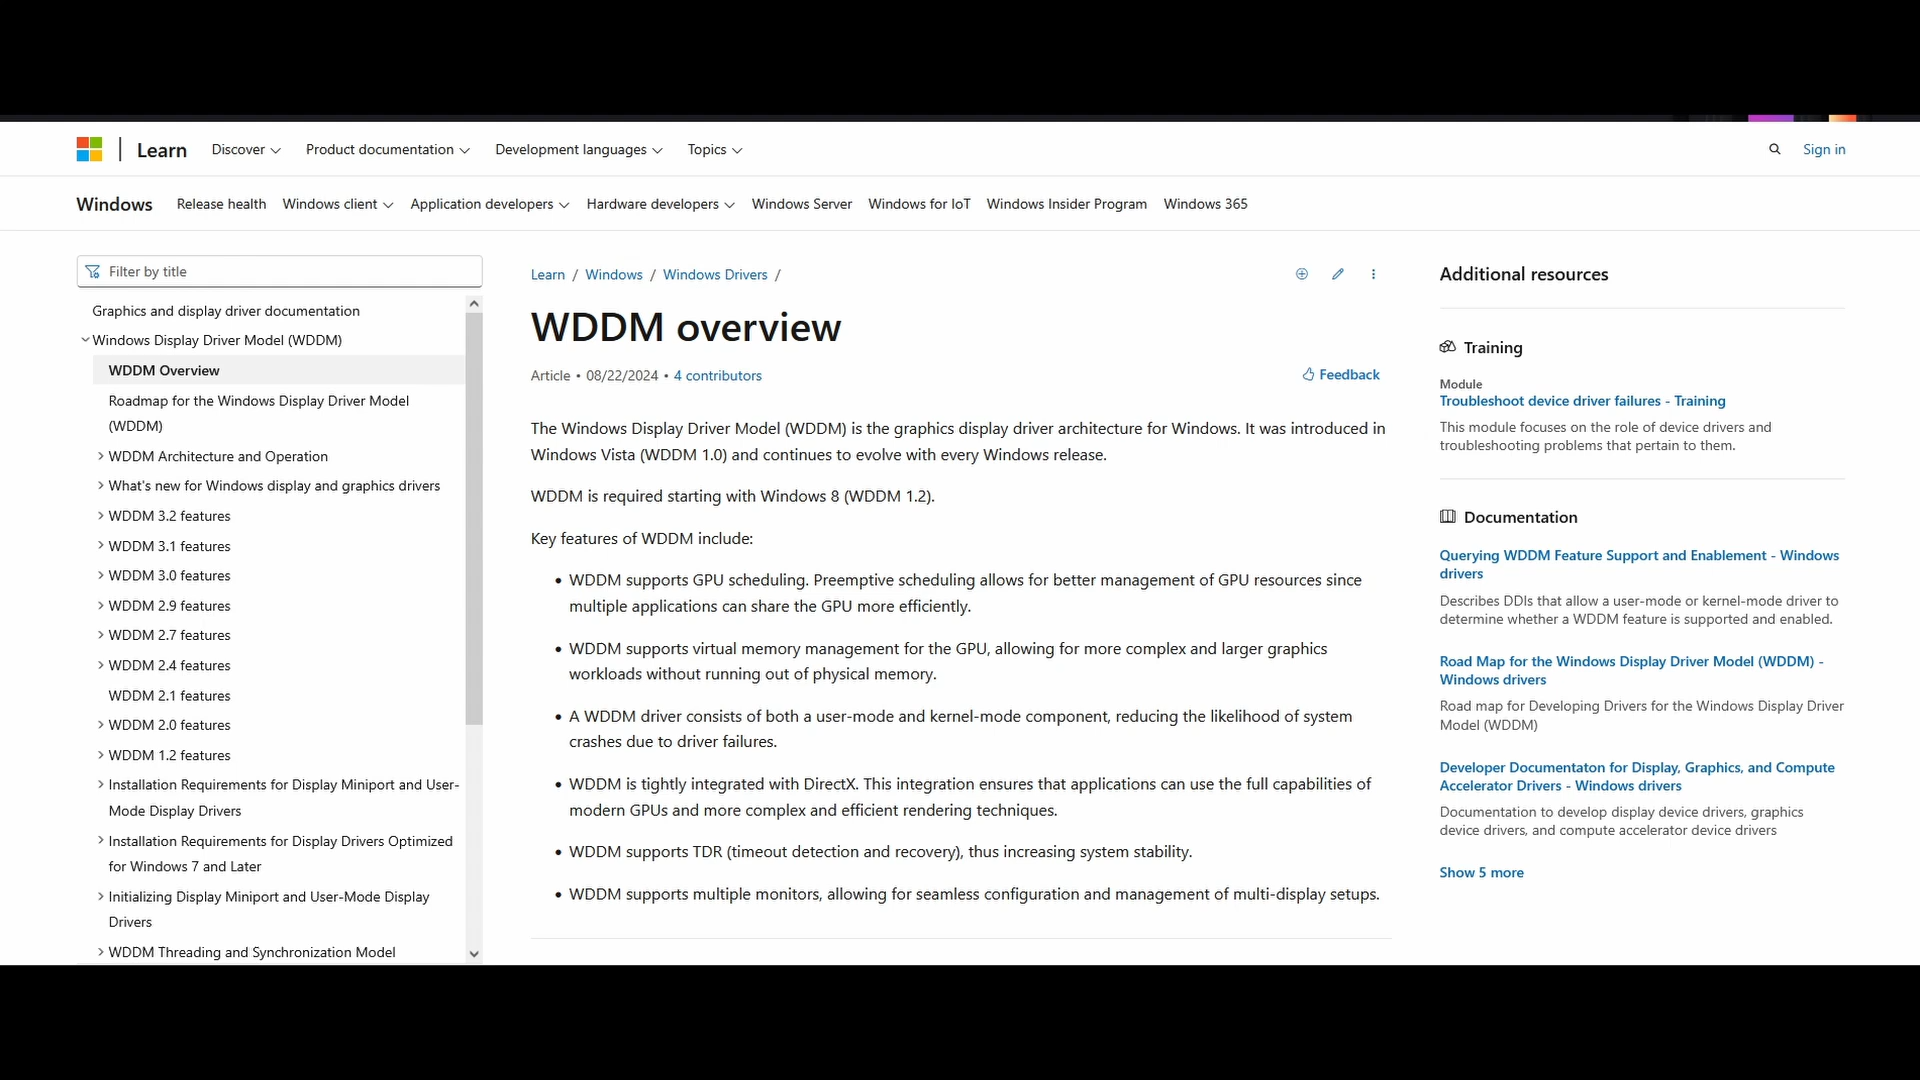 Learn
Discover
Product documentation
Development languages
Topics
Sign in
Windows
Release health
Windows client
Application developers
Hardware developers
Windows Server
Windows for IoT
Windows Insider Program
Windows 365
Filter by title
Graphics and display driver documentation
Windows Display Driver Model (WDDM)
WDDM Overview
Roadmap for the Windows Display Driver Model
(WDDM)
WDDM Architecture and Operation
What's new for Windows display and graphics drivers
WDDM 3.2 features
WDDM 3.1 features
WDDM 3.0 features
WDDM 2.9 features
WDDM 2.7 features
WDDM 2.4 features
WDDM 2.1 features
WDDM 2.0 features
WDDM 1.2 features
Installation Requirements for Display Miniport and User-
Mode Display Drivers
Installation Requirements for Display Drivers Optimized
for Windows 7 and Later
Initializing Display Miniport and User-Mode Display
Drivers
WDDM Threading and Synchronization Model
Learn / Windows / Windows Drivers /
WDDM overview
Article • 08/22/2024 • 4 contributors
Feedback
The Windows Display Driver Model (WDDM) is the graphics display driver architecture for Windows. It was introduced in
Windows Vista (WDDM 1.0) and continues to evolve with every Windows release.
WDDM is required starting with Windows 8 (WDDM 1.2).
Key features of WDDM include:
• WDDM supports GPU scheduling. Preemptive scheduling allows for better management of GPU resources since
multiple applications can share the GPU more efficiently.
• WDDM supports virtual memory management for the GPU, allowing for more complex and larger graphics
workloads without running out of physical memory.
• A WDDM driver consists of both a user-mode and kernel-mode component, reducing the likelihood of system
crashes due to driver failures.
• WDDM is tightly integrated with DirectX. This integration ensures that applications can use the full capabilities of
modern GPUs and more complex and efficient rendering techniques.
• WDDM supports TDR (timeout detection and recovery), thus increasing system stability.
• WDDM supports multiple monitors, allowing for seamless configuration and management of multi-display setups.
Additional resources
Training
Module
Troubleshoot device driver failures - Training
This module focuses on the role of device drivers and
troubleshooting problems that pertain to them.
Documentation
Querying WDDM Feature Support and Enablement - Windows
drivers
Describes DDIs that allow a user-mode or kernel-mode driver to
determine whether a WDDM feature is supported and enabled.
Road Map for the Windows Display Driver Model (WDDM) -
Windows drivers
Road map for Developing Drivers for the Windows Display Driver
Model (WDDM)
Developer Documentaton for Display, Graphics, and Compute
Accelerator Drivers - Windows drivers
Documentation to develop display device drivers, graphics
device drivers, and compute accelerator device drivers
Show 5 more